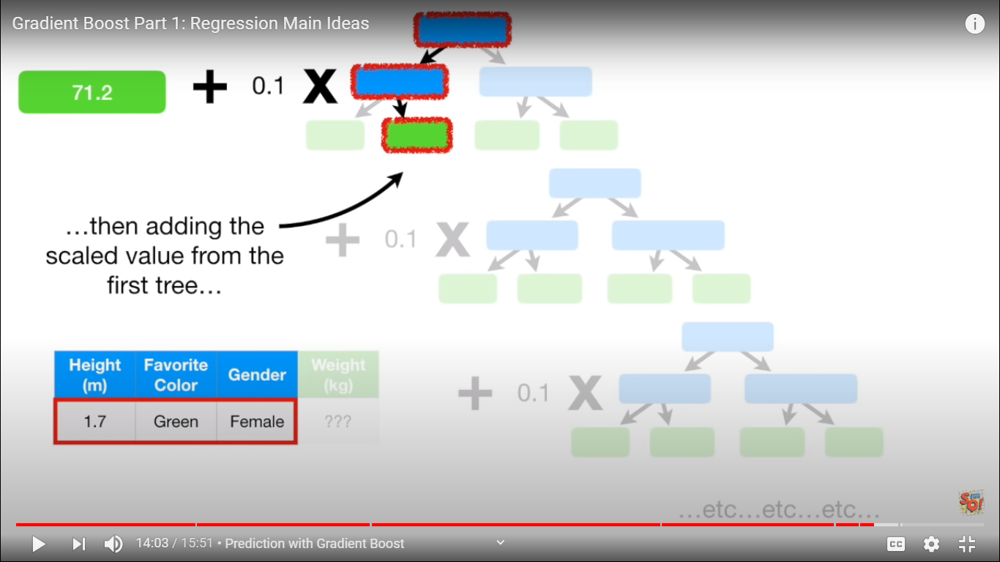 Gradient Boost Part 1: Regression Main Ideas
71.2 + 0.1 X
...then adding the
scaled value from the
first tree...
+ 0.1 X
Height (m) Favorite Color Gender Weight (kg)
1.7 Green Female ???
+ 0.1 X
...etc...etc...etc...
SQ!
14:03 / 15:51 • Prediction with Gradient Boost
CC